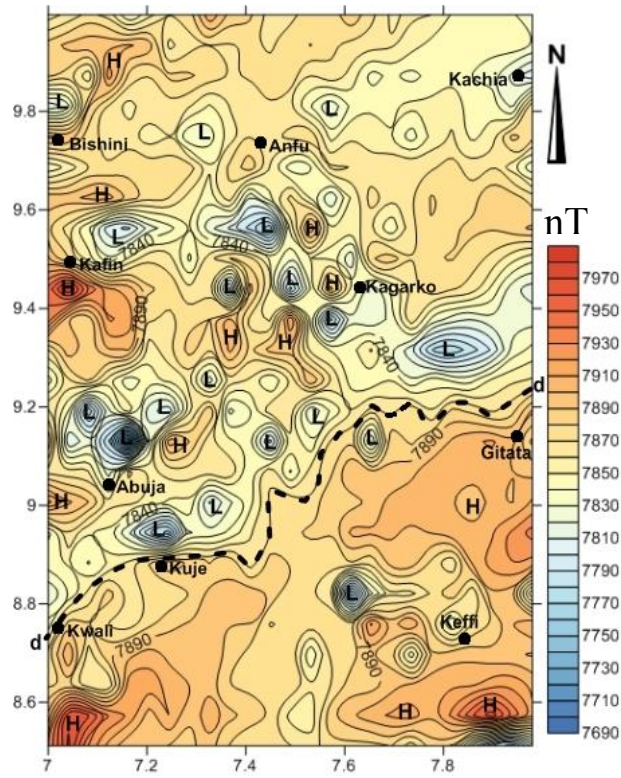 N
Kachia
9.8
H
L
L
L
Bishini
Anfu
9.6
H
L
L
H
7840
7840
nT
Kafin
7970
9.4
H
7890
L
L
H
Kagarko
7950
L
H
H
L
7840
7930
7910
9.2
L
d
7890
L
L
L
7870
L
H
L
L
7890
Gitata
7850
Abuja
7830
9
H
7840
L
H
7810
L
7790
Kuje
7770
8.8
L
7750
d
Kwali
7890
Keffi
7890
7730
8.6
H
H
H
7710
7690
7
7.2
7.4
7.6
7.8